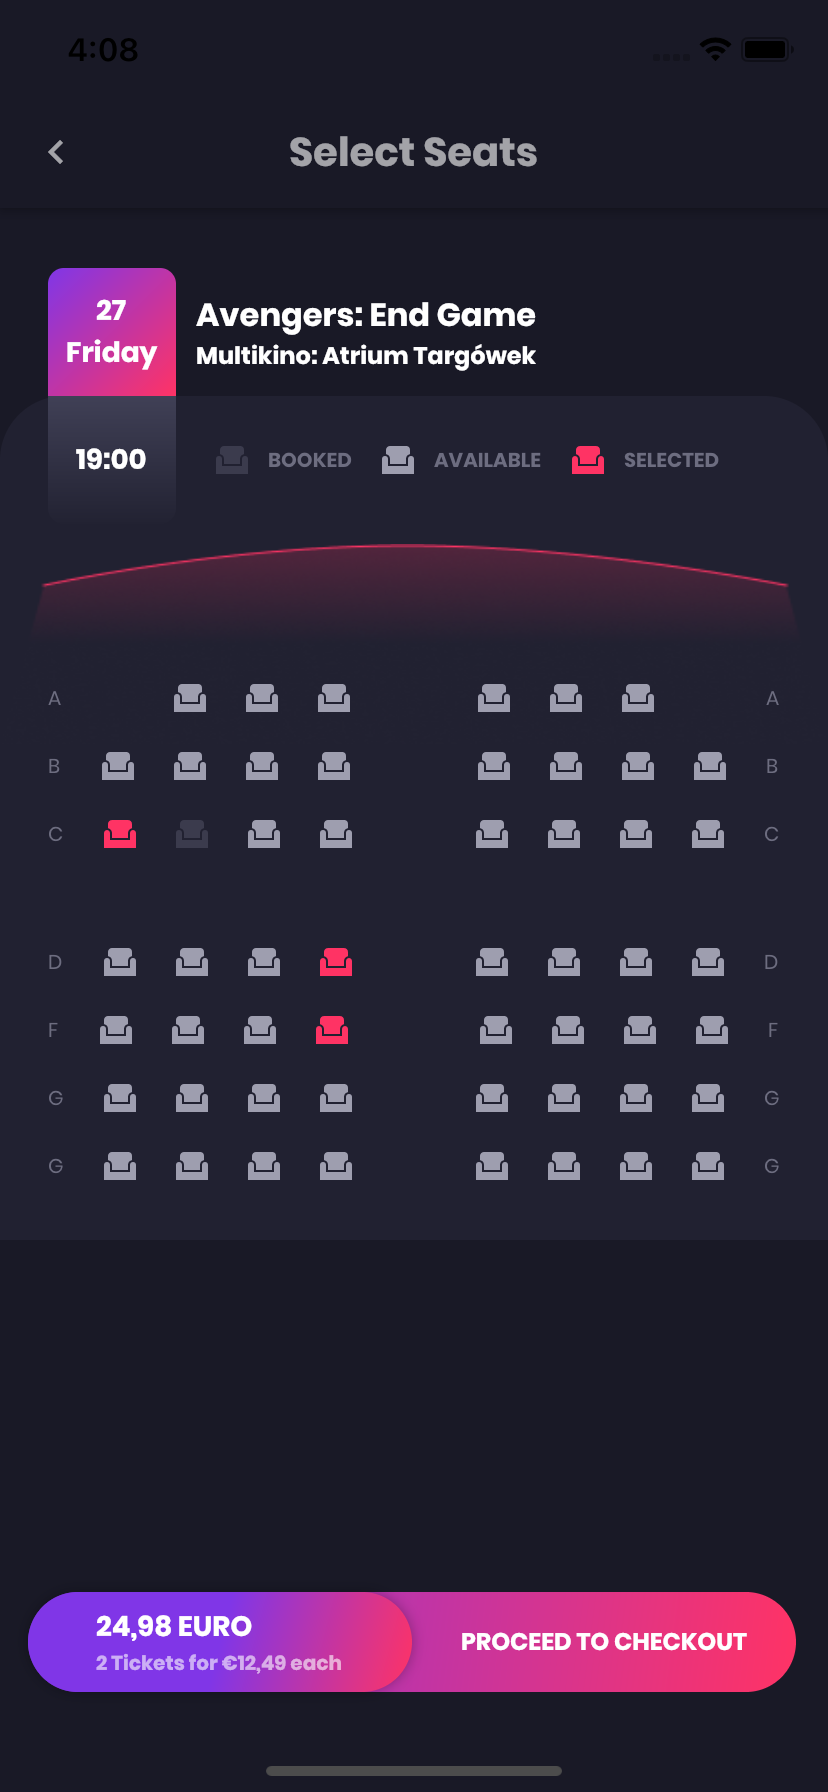 4:08
Select Seats
27
Friday
Avengers: End Game
Multikino: Atrium Targówek
19:00
BOOKED
AVAILABLE
SELECTED
A A
B B
C C
D D
F F
G G
G G
24,98 EURO
2 Tickets for €12,49 each
PROCEED TO CHECKOUT